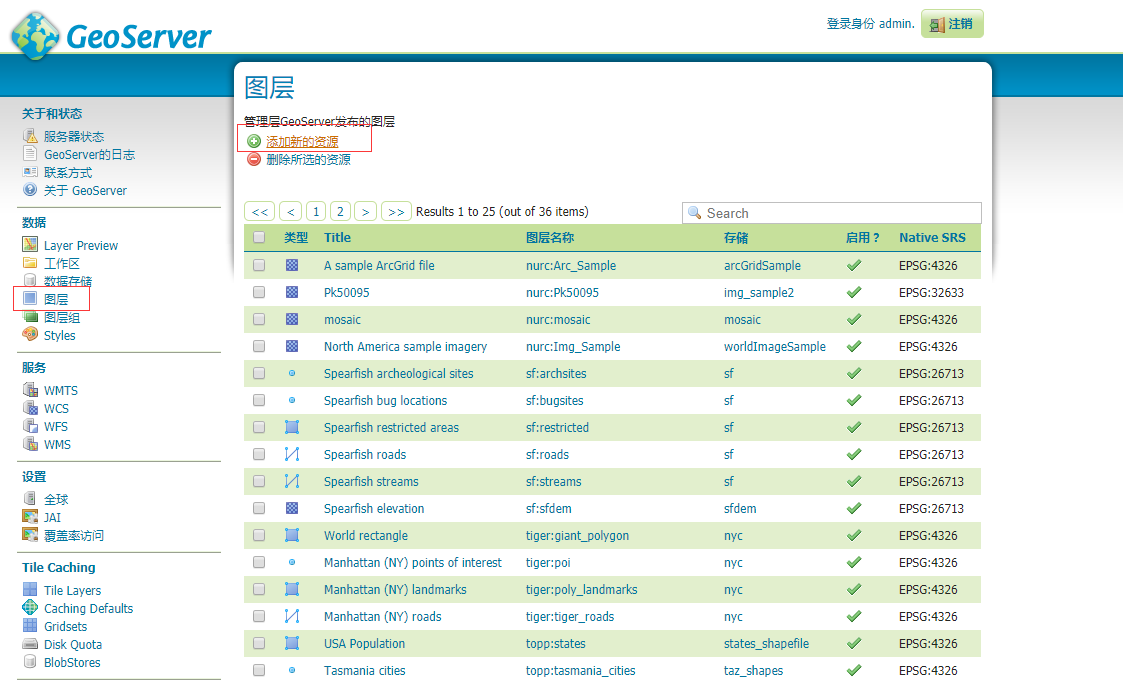 GeoServer
登录身份 admin.
注销
图层
管理层GeoServer发布的图层
添加新的资源
删除所选的资源
关于和状态
服务器状态
GeoServer的日志
联系方式
关于 GeoServer
数据
Layer Preview
工作区
数据存储
图层
图层组
Styles
服务
WMTS
WCS
WFS
WMS
设置
全球
JAI
覆盖率访问
Tile Caching
Tile Layers
Caching Defaults
Gridsets
Disk Quota
BlobStores
<< < 1 2 > >> Results 1 to 25 (out of 36 items)
Search
类型 Title 图层名称 存储 启用？ Native SRS
A sample ArcGrid file nurc:Arc_Sample arcGridSample EPSG:4326
Pk50095 nurc:Pk50095 img_sample2 EPSG:32633
mosaic nurc:mosaic mosaic EPSG:4326
North America sample imagery nurc:Img_Sample worldImageSample EPSG:4326
Spearfish archeological sites sf:archsites sf EPSG:26713
Spearfish bug locations sf:bugsites sf EPSG:26713
Spearfish restricted areas sf:restricted sf EPSG:26713
Spearfish roads sf:roads sf EPSG:26713
Spearfish streams sf:streams sf EPSG:26713
Spearfish elevation sf:sfdem sfdem EPSG:26713
World rectangle tiger:giant_polygon nyc EPSG:4326
Manhattan (NY) points of interest tiger:poi nyc EPSG:4326
Manhattan (NY) landmarks tiger:poly_landmarks nyc EPSG:4326
Manhattan (NY) roads tiger:tiger_roads nyc EPSG:4326
USA Population topp:states states_shapefile EPSG:4326
Tasmania cities topp:tasmania_cities taz_shapes EPSG:4326